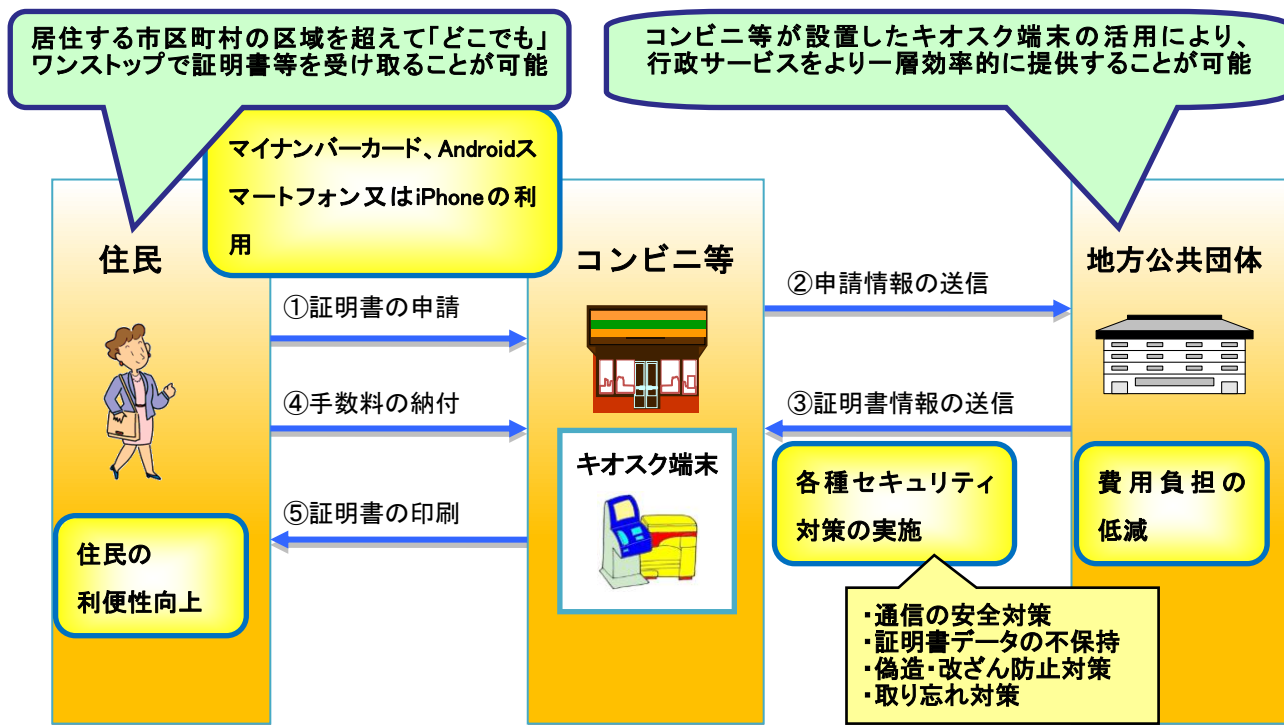 居住する市区町村の区域を超えて「どこでも」
ワンストップで証明書等を受け取ることが可能
コンビニ等が設置したキオスク端末の活用により、
行政サービスをより一層効率的に提供することが可能
マイナンバーカード、Androidス
マートフォン又はiPhoneの利
用
住民
コンビニ等
地方公共団体
①証明書の申請
②申請情報の送信
④手数料の納付
③証明書情報の送信
キオスク端末
⑤証明書の印刷
各種セキュリティ
対策の実施
費用負担の
低減
住民の
利便性向上
・通信の安全対策
・証明書データの不保持
・偽造・改ざん防止対策
・取り忘れ対策